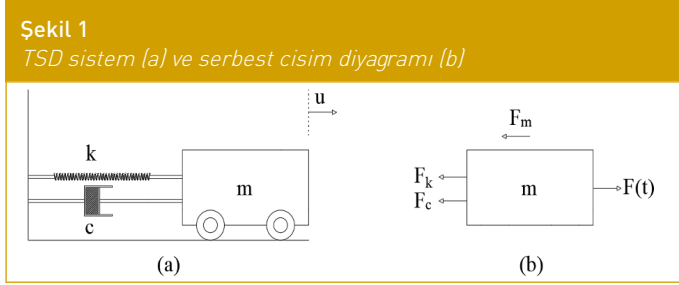 Şekil 1
TSD sistem (a) ve serbest cisim diyagramı (b)
u
k
m
c
(a)
Fm
Fk
Fc
m
F(t)
(b)